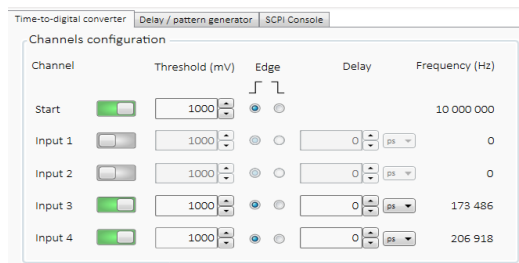 Time-to-digital converter Delay / pattern generator SCPI Console
Channels configuration
Channel Threshold (mV) Edge Delay Frequency (Hz)
Start 1000 10 000 000
Input 1 1000 0 ps 0
Input 2 1000 0 ps 0
Input 3 1000 0 ps 173 486
Input 4 1000 0 ps 206 918